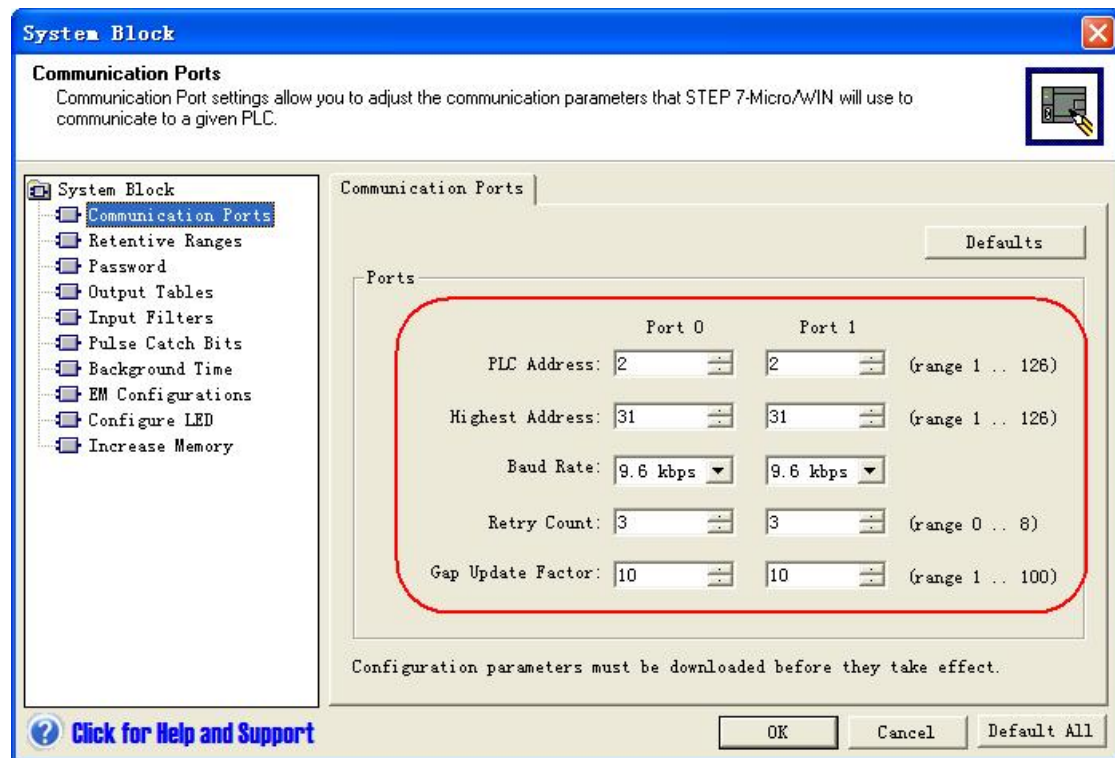 System Block
Communication Ports
Communication Port settings allow you to adjust the communication parameters that STEP 7-Micro/WIN will use to
communicate to a given PLC.
System Block
Communication Ports
Retentive Ranges
Password
Output Tables
Input Filters
Pulse Catch Bits
Background Time
EM Configurations
Configure LED
Increase Memory
Communication Ports
Defaults
Ports
Port 0 Port 1
PLC Address: 2 2 (range 1 .. 126)
Highest Address: 31 31 (range 1 .. 126)
Baud Rate: 9.6 kbps 9.6 kbps
Retry Count: 3 3 (range 0 .. 8)
Gap Update Factor: 10 10 (range 1 .. 100)
Configuration parameters must be downloaded before they take effect.
Click for Help and Support
OK Cancel Default All